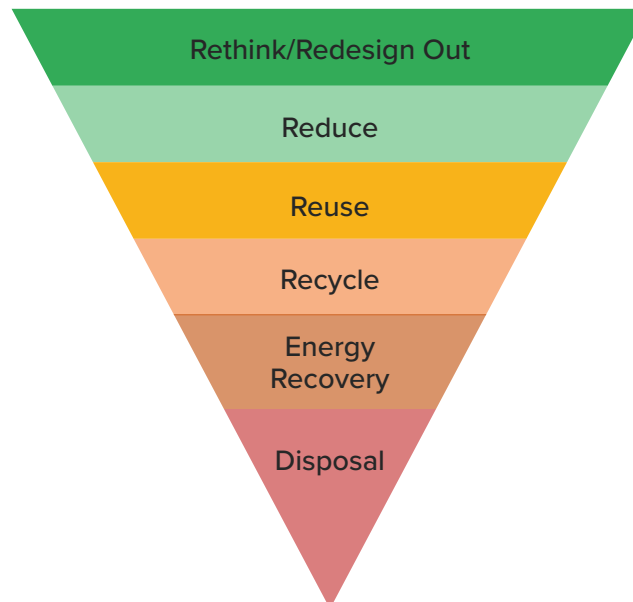 Rethink/Redesign Out
Reduce
Reuse
Recycle
Energy
Recovery
Disposal